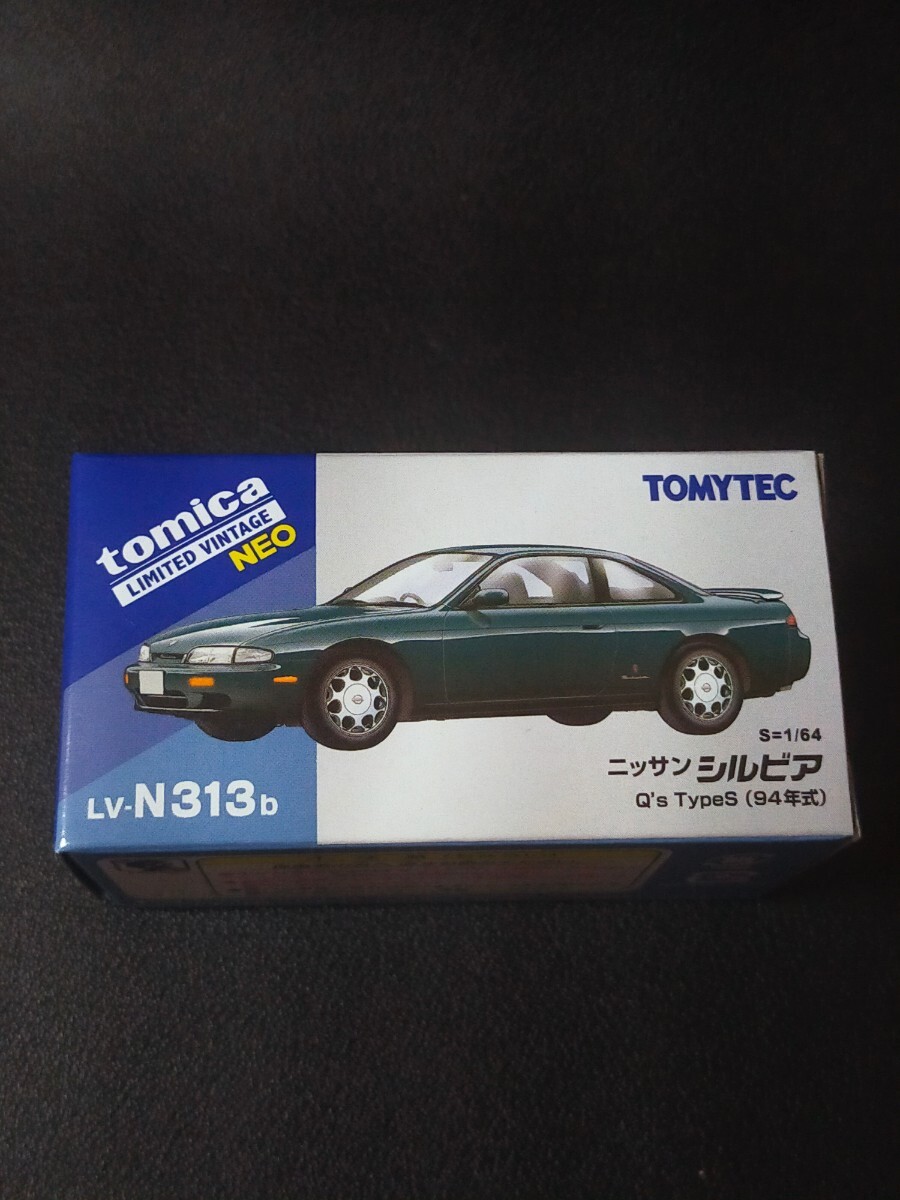 tomica
LIMITED VINTAGE
NEO
TOMYTEC
S=1/64
ニッサン シルビア
Q's TypeS (94年式)
LV-N313b